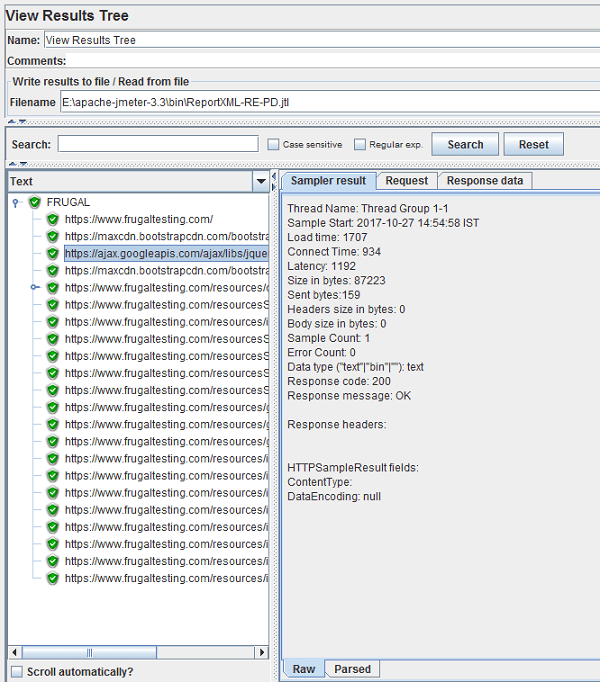 View Results Tree
Name: View Results Tree
Comments:
Write results to file / Read from file
Filename E:\apache-jmeter-3.3\bin\ReportXML-RE-PD.jtl
Search: Case sensitive Regular exp. Search Reset
Text
FRUGAL
https://www.frugaltesting.com/
https://maxcdn.bootstrapcdn.com/bootstra
https://ajax.googleapis.com/ajax/libs/jque
https://maxcdn.bootstrapcdn.com/bootstra
https://www.frugaltesting.com/resources/
https://www.frugaltesting.com/resourcesS
https://www.frugaltesting.com/resources/i
https://www.frugaltesting.com/resourcesS
https://www.frugaltesting.com/resourcesS
https://www.frugaltesting.com/resourcesS
https://www.frugaltesting.com/resourcesS
https://www.frugaltesting.com/resources/g
https://www.frugaltesting.com/resources/g
https://www.frugaltesting.com/resources/g
https://www.frugaltesting.com/resources/i
https://www.frugaltesting.com/resources/i
https://www.frugaltesting.com/resources/i
https://www.frugaltesting.com/resources/i
https://www.frugaltesting.com/resources/i
https://www.frugaltesting.com/resources/i
https://www.frugaltesting.com/resources/i
https://www.frugaltesting.com/resources/i
Scroll automatically?
Sampler result Request Response data
Thread Name: Thread Group 1-1
Sample Start: 2017-10-27 14:54:58 IST
Load time: 1707
Connect Time: 934
Latency: 1192
Size in bytes: 87223
Sent bytes:159
Headers size in bytes: 0
Body size in bytes: 0
Sample Count: 1
Error Count: 0
Data type ("text"|"bin"|""): text
Response code: 200
Response message: OK
Response headers:
HTTPSampleResult fields:
ContentType:
DataEncoding: null
Raw Parsed